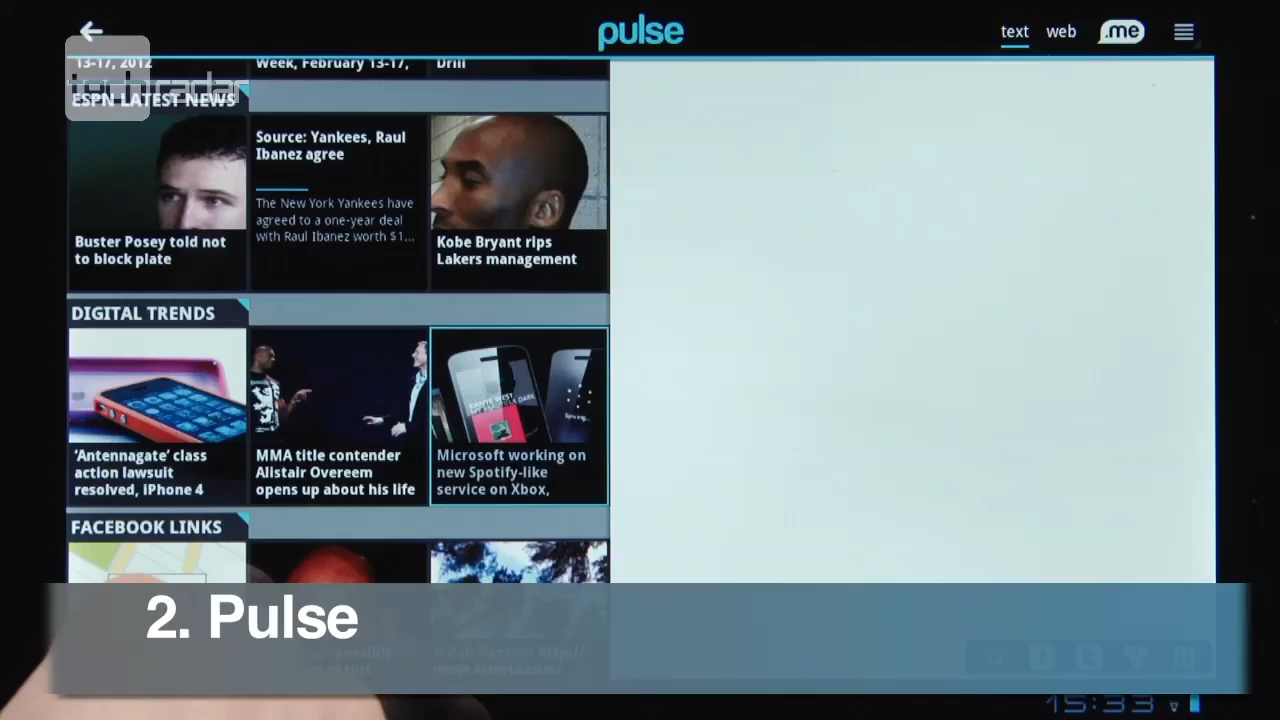 pulse
text web .me
techradar
13-17, 2012
Week, February 13-17,
Drill
ESPN LATEST NEWS
Buster Posey told not
to block plate
Source: Yankees, Raul
Ibanez agree
The New York Yankees have
agreed to a one-year deal
with Raul Ibanez worth $1...
Kobe Bryant rips
Lakers management
DIGITAL TRENDS
'Antennagate' class
action lawsuit
resolved, iPhone 4
MMA title contender
Alistair Overeem
opens up about his life
KANYE WEST
Microsoft working on
new Spotify-like
service on Xbox,
FACEBOOK LINKS
2. Pulse
15:33